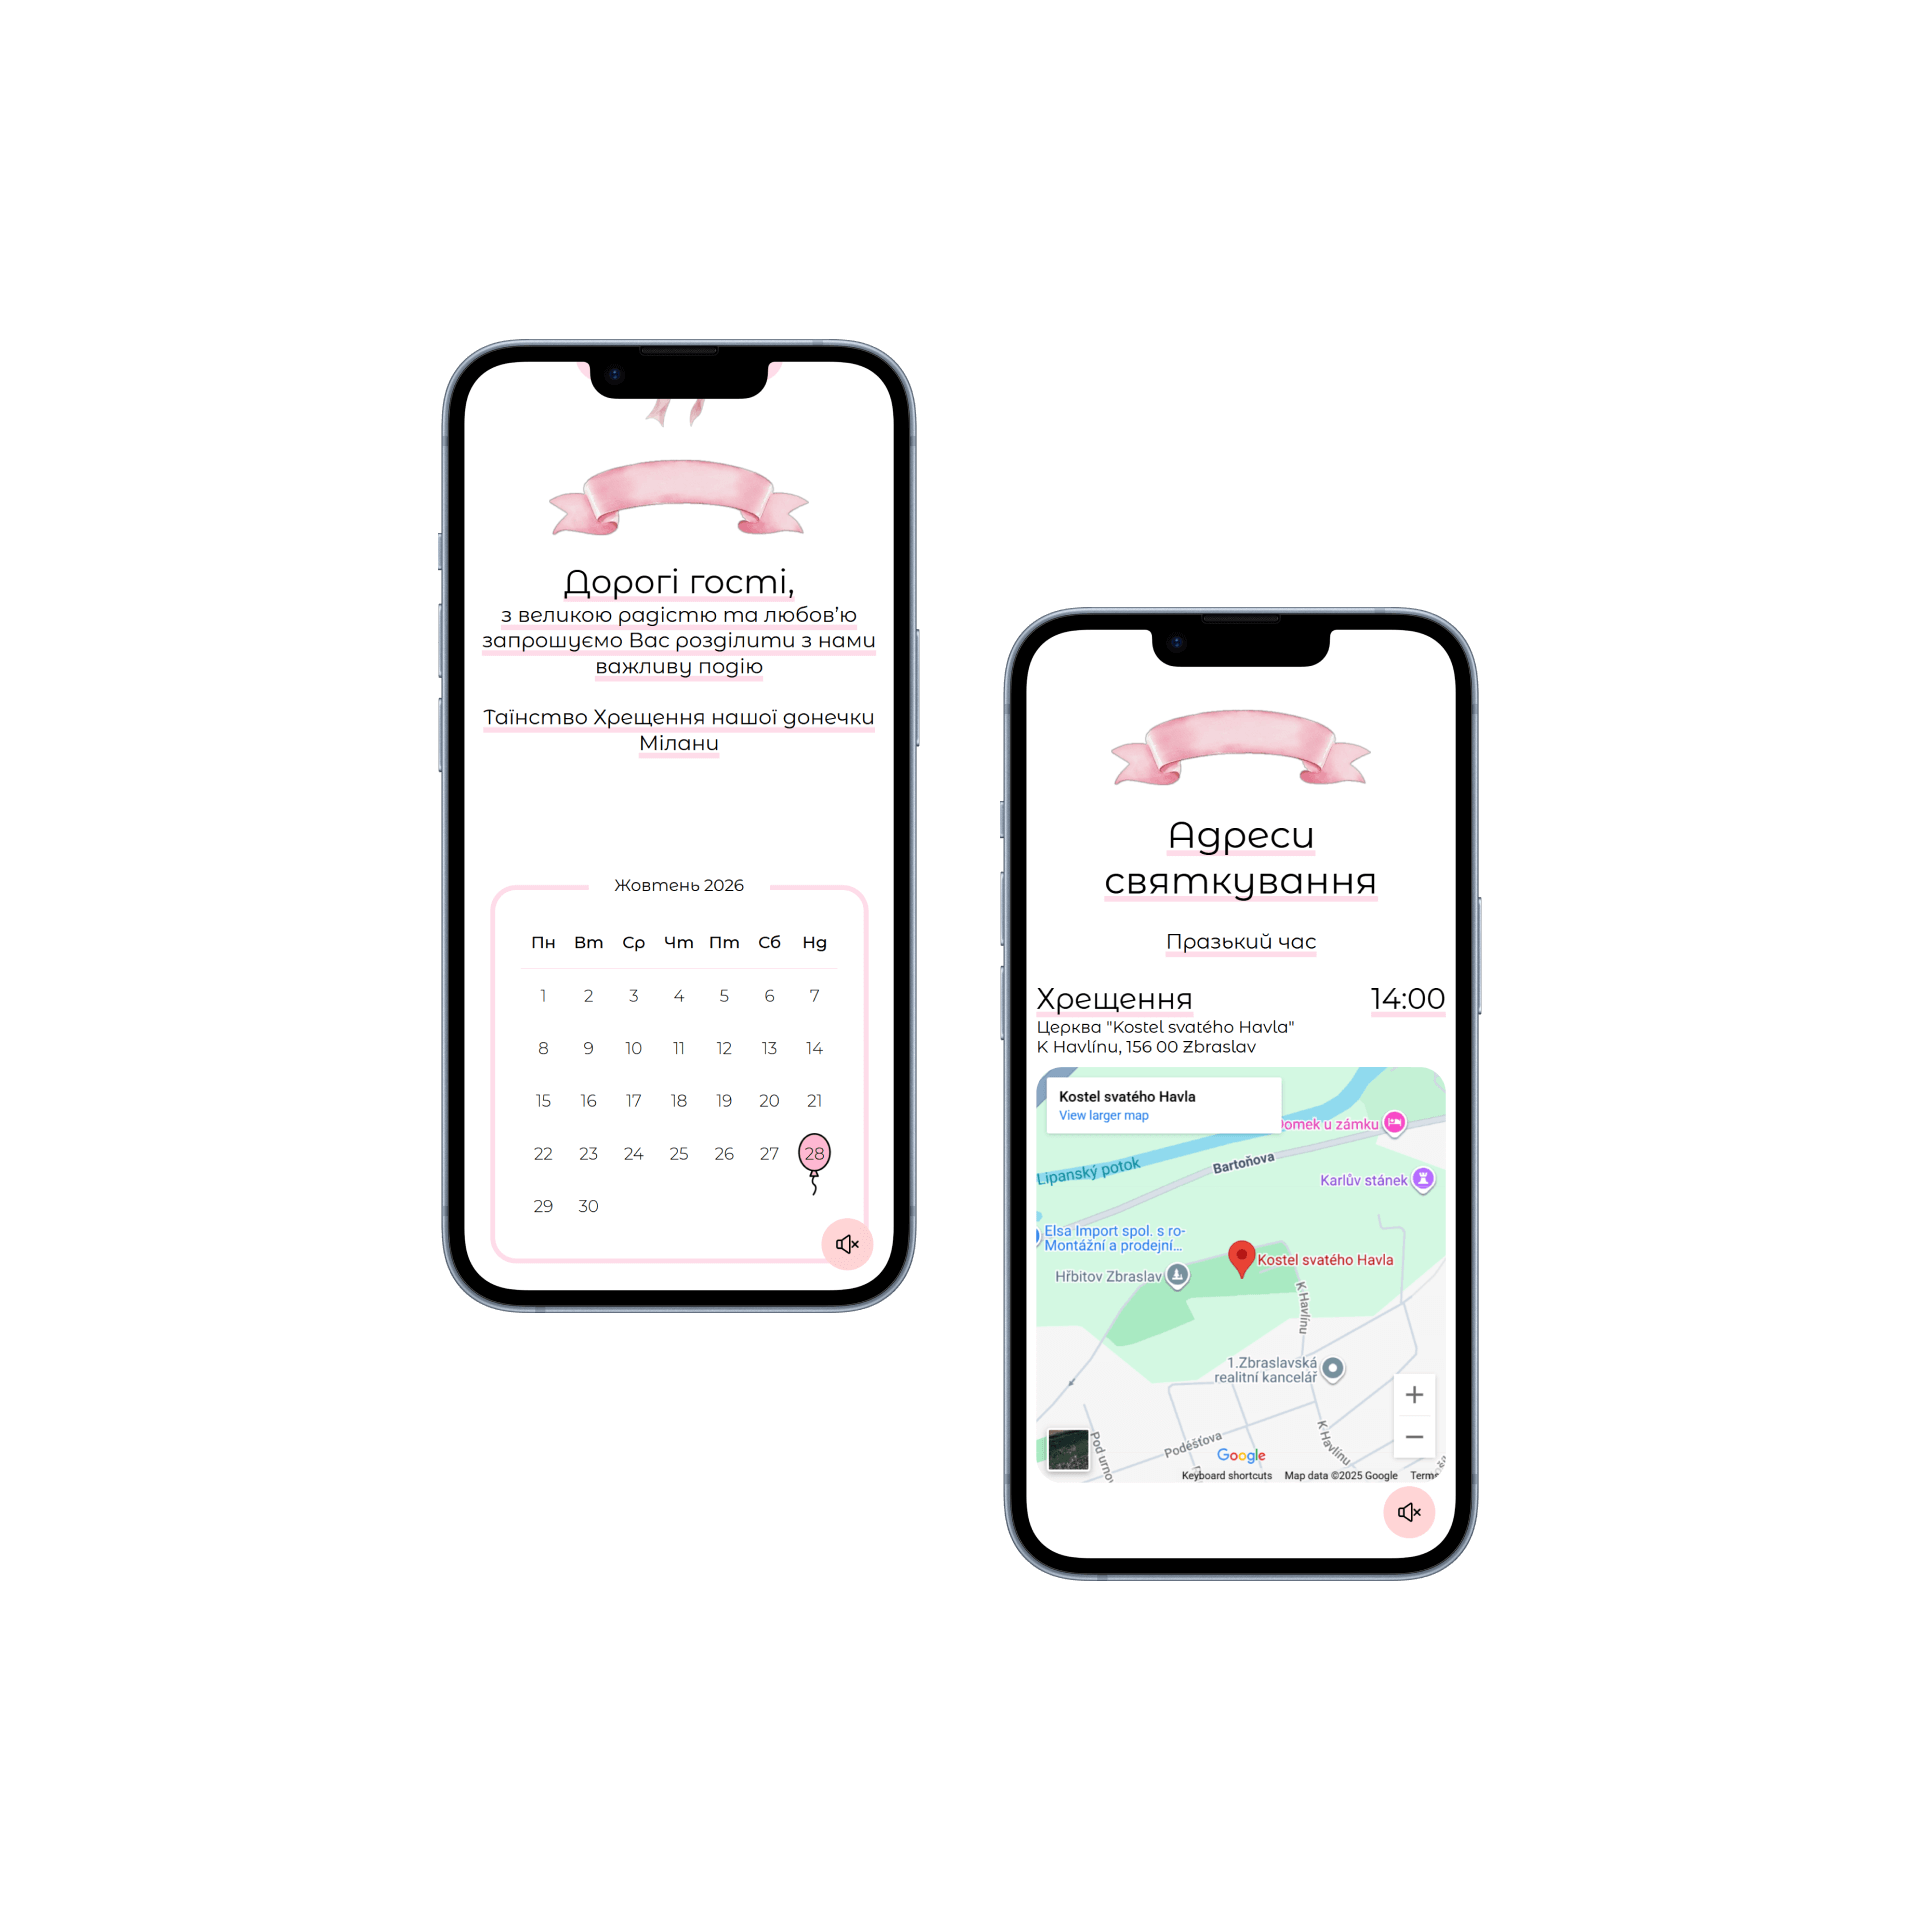 Дорогі гості,
з великою радістю та любов'ю
запрошуємо Вас розділити з нами
важливу подію
Таїнство Хрещення нашої донечки
Мілани
Жовтень 2026
Пн Вт Ср Чт Пт Сб Нд
1 2 3 4 5 6 7
8 9 10 11 12 13 14
15 16 17 18 19 20 21
22 23 24 25 26 27 28
29 30
Адреси
святкування
Празький час
Хрещення 14:00
Церква "Kostel svatého Havla"
K Havlínu, 156 00 Zbraslav
Kostel svatého Havla
View larger map
Domek u zámku
Lipanský potok
Bartoňova
Karlův stánek
Elsa Import spol. s ro-
Montážní a prodejní...
Kostel svatého Havla
Hřbitov Zbraslav
K Havlínu
1.Zbraslavská
realitní kancelář
K Havlínu
Poděšťova
Pod urnov
Google
Keyboard shortcuts Map data ©2025 Google Terms